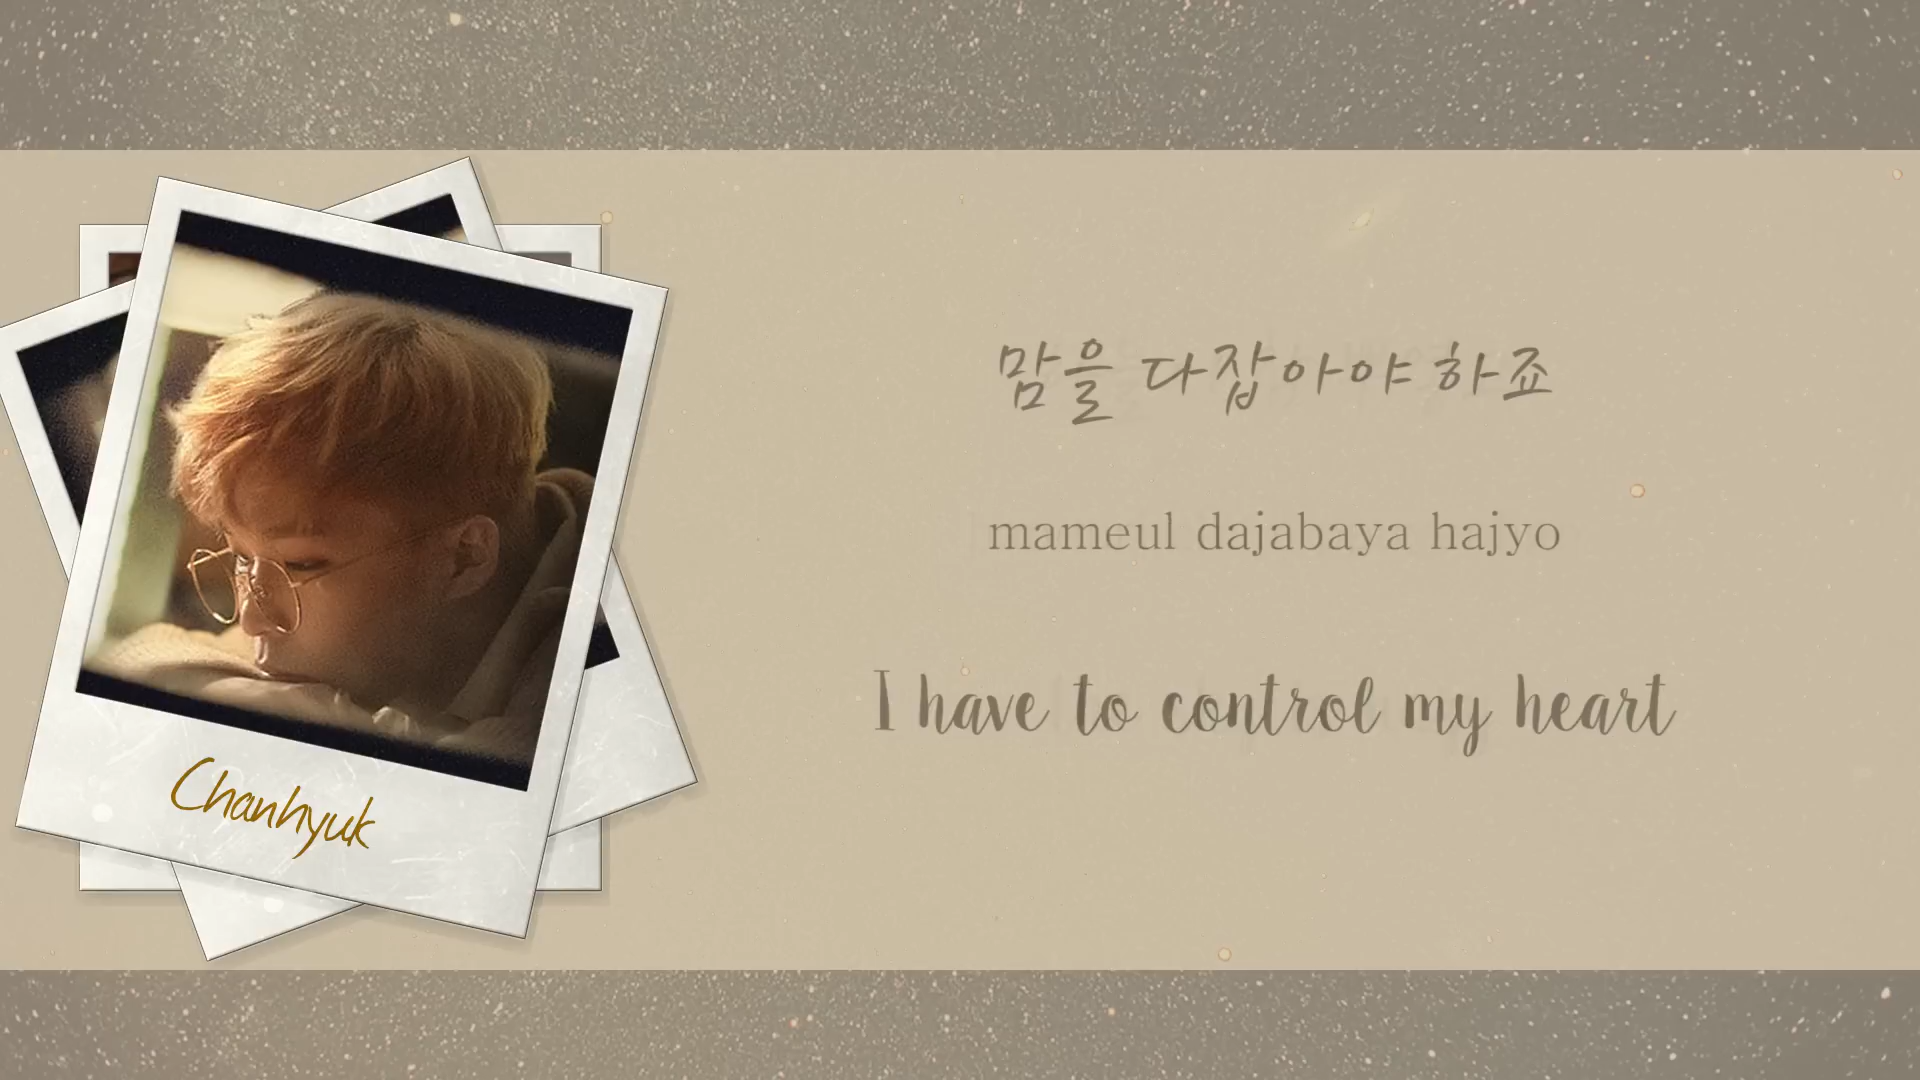 맘을 다잡아야 하죠
mameul dajabaya hajyo
I have to control my heart
Chanhyuk